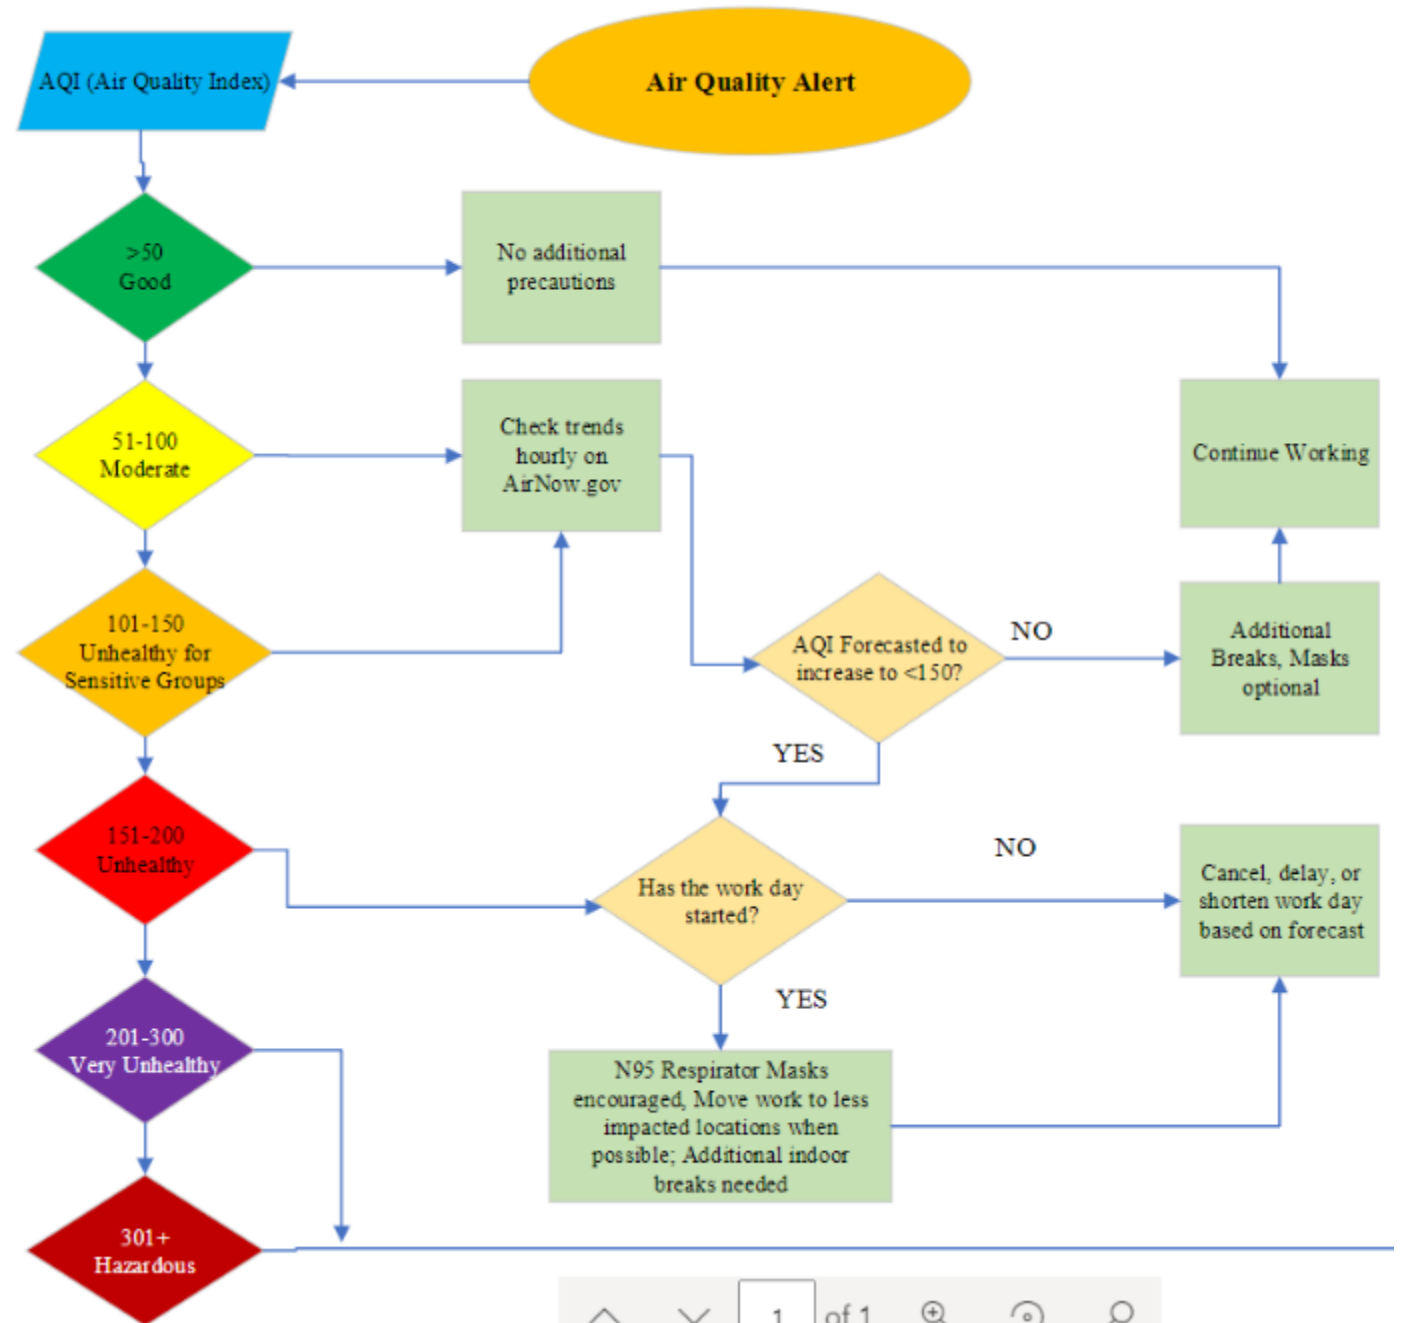 AQI (Air Quality Index)
Air Quality Alert
>50
Good
No additional
precautions
51-100
Moderate
Check trends
hourly on
AirNow.gov
Continue Working
101-150
Unhealthy for
Sensitive Groups
AQI Forecasted to
increase to <150?
NO
Additional
Breaks, Masks
optional
YES
151-200
Unhealthy
Has the work day
started?
NO
Cancel, delay, or
shorten work day
based on forecast
YES
201-300
Very Unhealthy
N95 Respirator Masks
encouraged, Move work to less
impacted locations when
possible; Additional indoor
breaks needed
301+
Hazardous
1 of 1